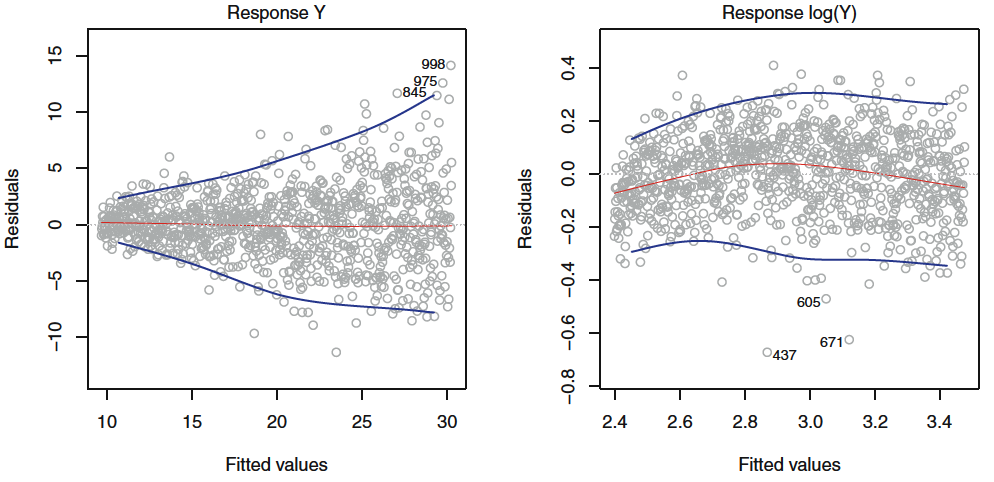 Response Y
998
975
845
15
10
5
0
−5
−10
Residuals
10 15 20 25 30
Fitted values
Response log(Y)
0.4
0.2
0.0
−0.2
−0.4
−0.6
−0.8
Residuals
605
671
437
2.4 2.6 2.8 3.0 3.2 3.4
Fitted values